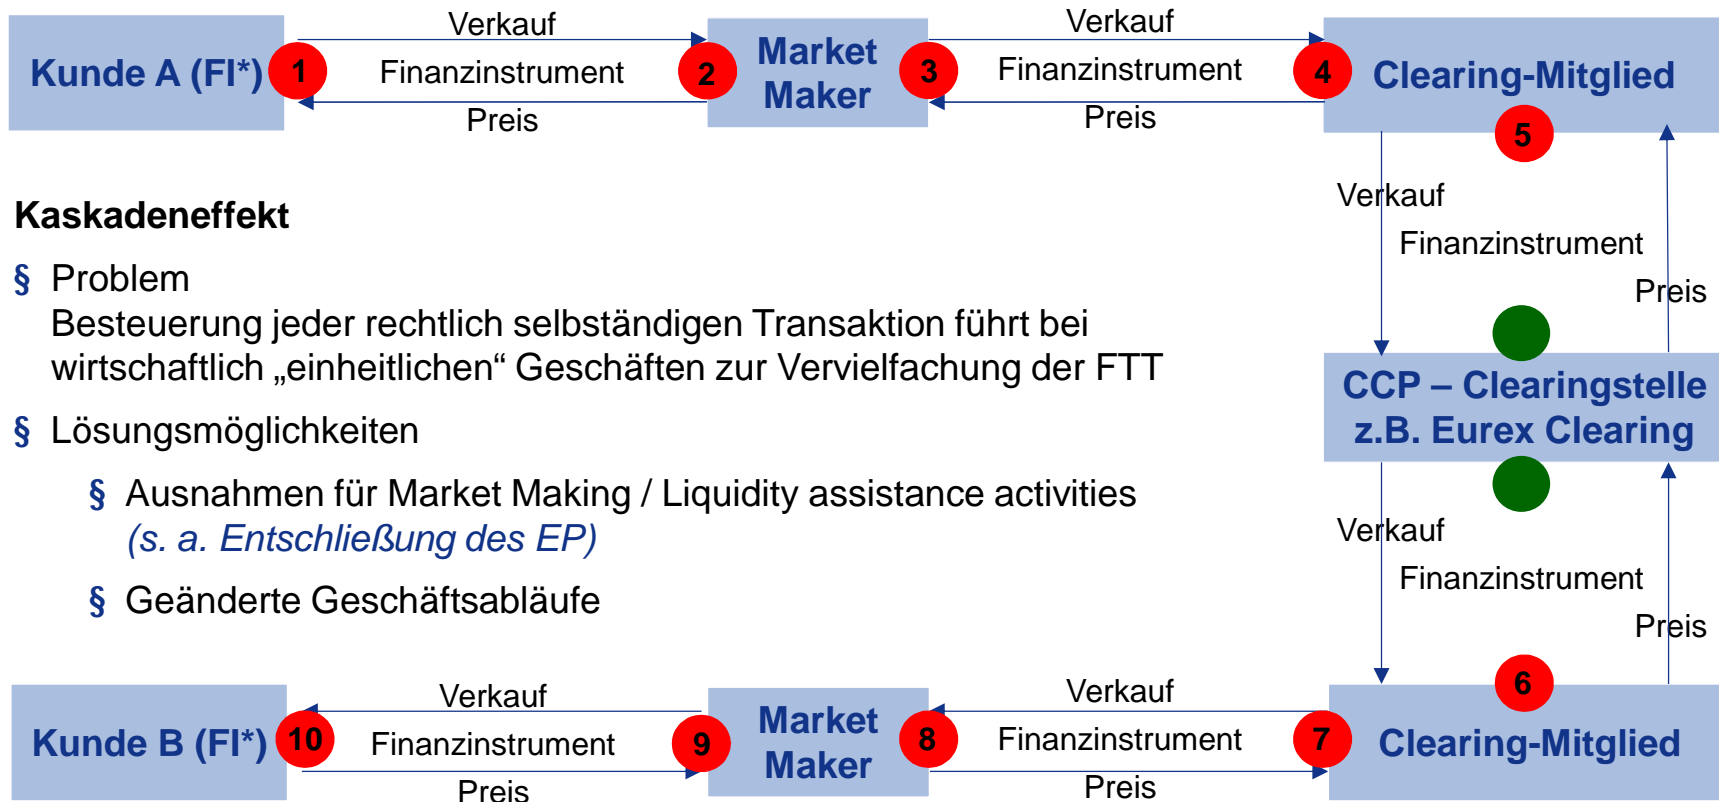 Verkauf
Verkauf
Kunde A (FI*)
1
Finanzinstrument
2
Market
Maker
3
Finanzinstrument
4
Clearing-Mitglied
Preis
Preis
5
Verkauf
Finanzinstrument
Preis
Kaskadeneffekt
§ Problem
Besteuerung jeder rechtlich selbständigen Transaktion führt bei
wirtschaftlich „einheitlichen“ Geschäften zur Vervielfachung der FTT
§ Lösungsmöglichkeiten
§ Ausnahmen für Market Making / Liquidity assistance activities
(s. a. Entschließung des EP)
§ Geänderte Geschäftsabläufe
CCP – Clearingstelle
z.B. Eurex Clearing
Verkauf
Finanzinstrument
Preis
6
Verkauf
Verkauf
Kunde B (FI*)
10
Finanzinstrument
9
Market
Maker
8
Finanzinstrument
7
Clearing-Mitglied
Preis
Preis